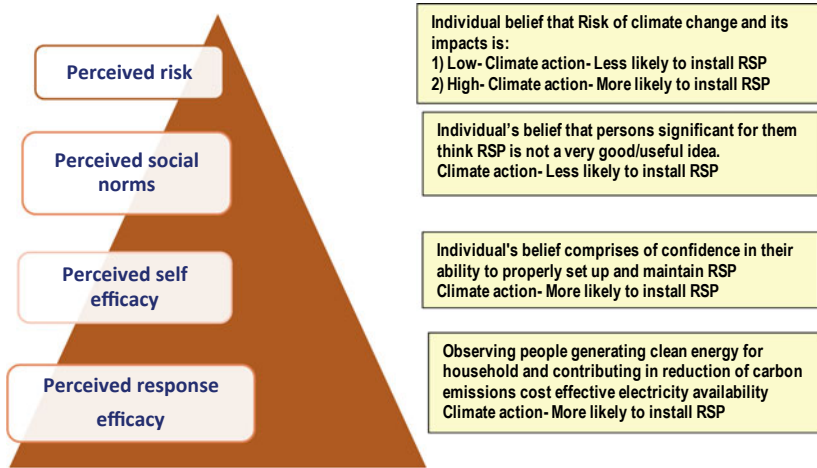 Perceived risk
Individual belief that Risk of climate change and its
impacts is:
1) Low- Climate action- Less likely to install RSP
2) High- Climate action- More likely to install RSP
Perceived social
norms
Individual’s belief that persons significant for them
think RSP is not a very good/useful idea.
Climate action- Less likely to install RSP
Perceived self
efficacy
Individual's belief comprises of confidence in their
ability to properly set up and maintain RSP
Climate action- More likely to install RSP
Perceived response
efficacy
Observing people generating clean energy for
household and contributing in reduction of carbon
emissions cost effective electricity availability
Climate action- More likely to install RSP